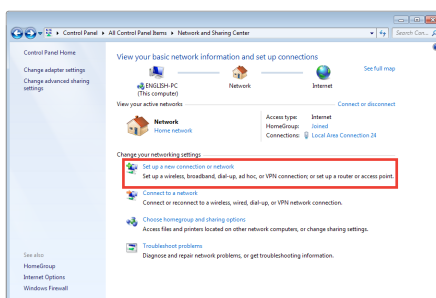 Control Panel ▸ All Control Panel Items ▸ Network and Sharing Center
Search Con...
Control Panel Home
Change adapter settings
Change advanced sharing
settings
View your basic network information and set up connections
See full map
ENGLISH-PC
(This computer)
Network
Internet
View your active networks
Connect or disconnect
Network
Home network
Access type: Internet
HomeGroup: Joined
Connections: Local Area Connection 24
Change your networking settings
Set up a new connection or network
Set up a wireless, broadband, dial-up, ad hoc, or VPN connection; or set up a router or access point.
Connect to a network
Connect or reconnect to a wireless, wired, dial-up, or VPN network connection.
Choose homegroup and sharing options
Access files and printers located on other network computers, or change sharing settings.
Troubleshoot problems
Diagnose and repair network problems, or get troubleshooting information.
See also
HomeGroup
Internet Options
Windows Firewall